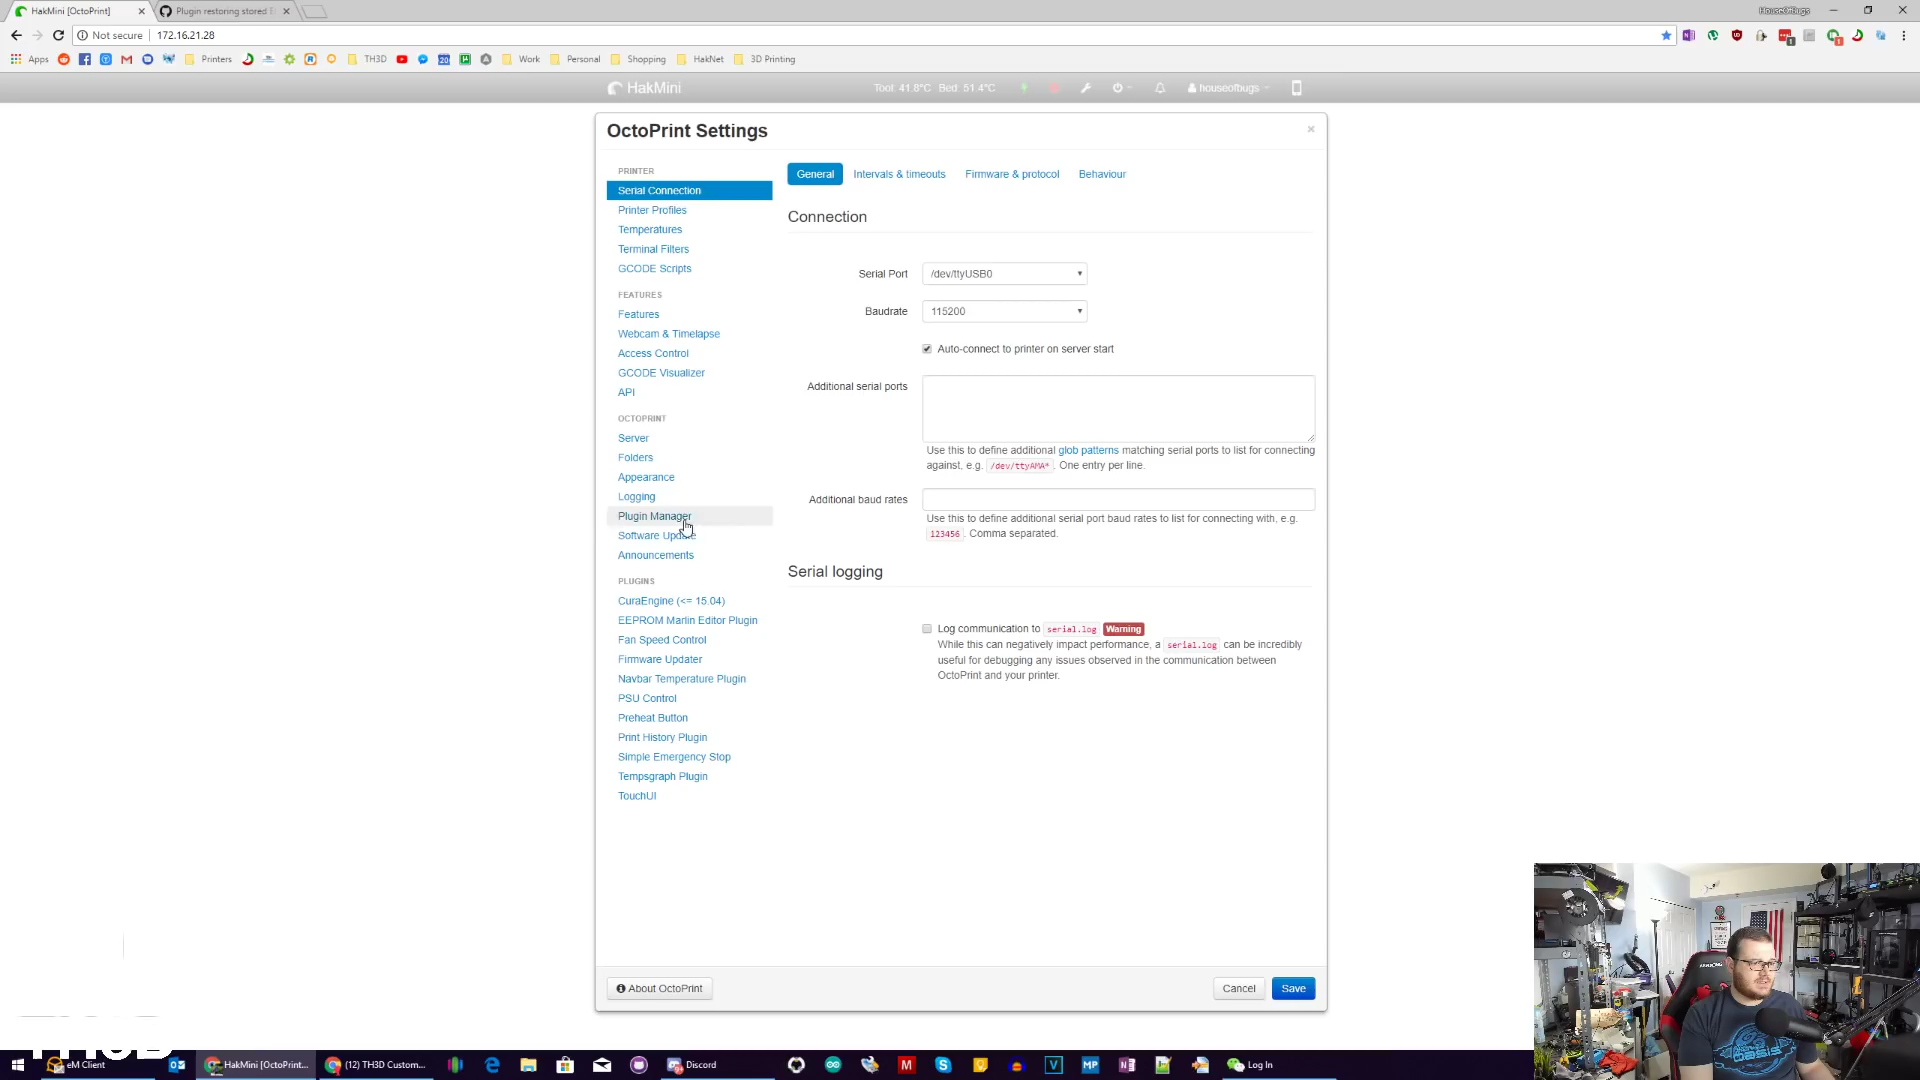 HakMini [OctoPrint]
Plugin restoring stored
HouseOfBugs
Not secure
172.16.21.28
Apps
Printers
TH3D
Work
Personal
Shopping
HakNet
3D Printing
HakMini
Tool: 41.8°C Bed: 51.4°C
houseofbugs
OctoPrint Settings
×
PRINTER
Serial Connection
Printer Profiles
Temperatures
Terminal Filters
GCODE Scripts
FEATURES
Features
Webcam & Timelapse
Access Control
GCODE Visualizer
API
OCTOPRINT
Server
Folders
Appearance
Logging
Plugin Manager
Software Update
Announcements
PLUGINS
CuraEngine (<= 15.04)
EEPROM Marlin Editor Plugin
Fan Speed Control
Firmware Updater
Navbar Temperature Plugin
PSU Control
Preheat Button
Print History Plugin
Simple Emergency Stop
Tempsgraph Plugin
TouchUI
General
Intervals & timeouts
Firmware & protocol
Behaviour
Connection
Serial Port
/dev/ttyUSB0
Baudrate
115200
Auto-connect to printer on server start
Additional serial ports
Use this to define additional glob patterns matching serial ports to list for connecting
against, e.g. /dev/ttyAMA* . One entry per line.
Additional baud rates
Use this to define additional serial port baud rates to list for connecting with, e.g.
123456 . Comma separated.
Serial logging
Log communication to serial.log Warning
While this can negatively impact performance, a serial.log can be incredibly
useful for debugging any issues observed in the communication between
OctoPrint and your printer.
About OctoPrint
Cancel
Save
eM Client
HakMini [OctoPrint...
(12) TH3D Custom...
Discord
Log In